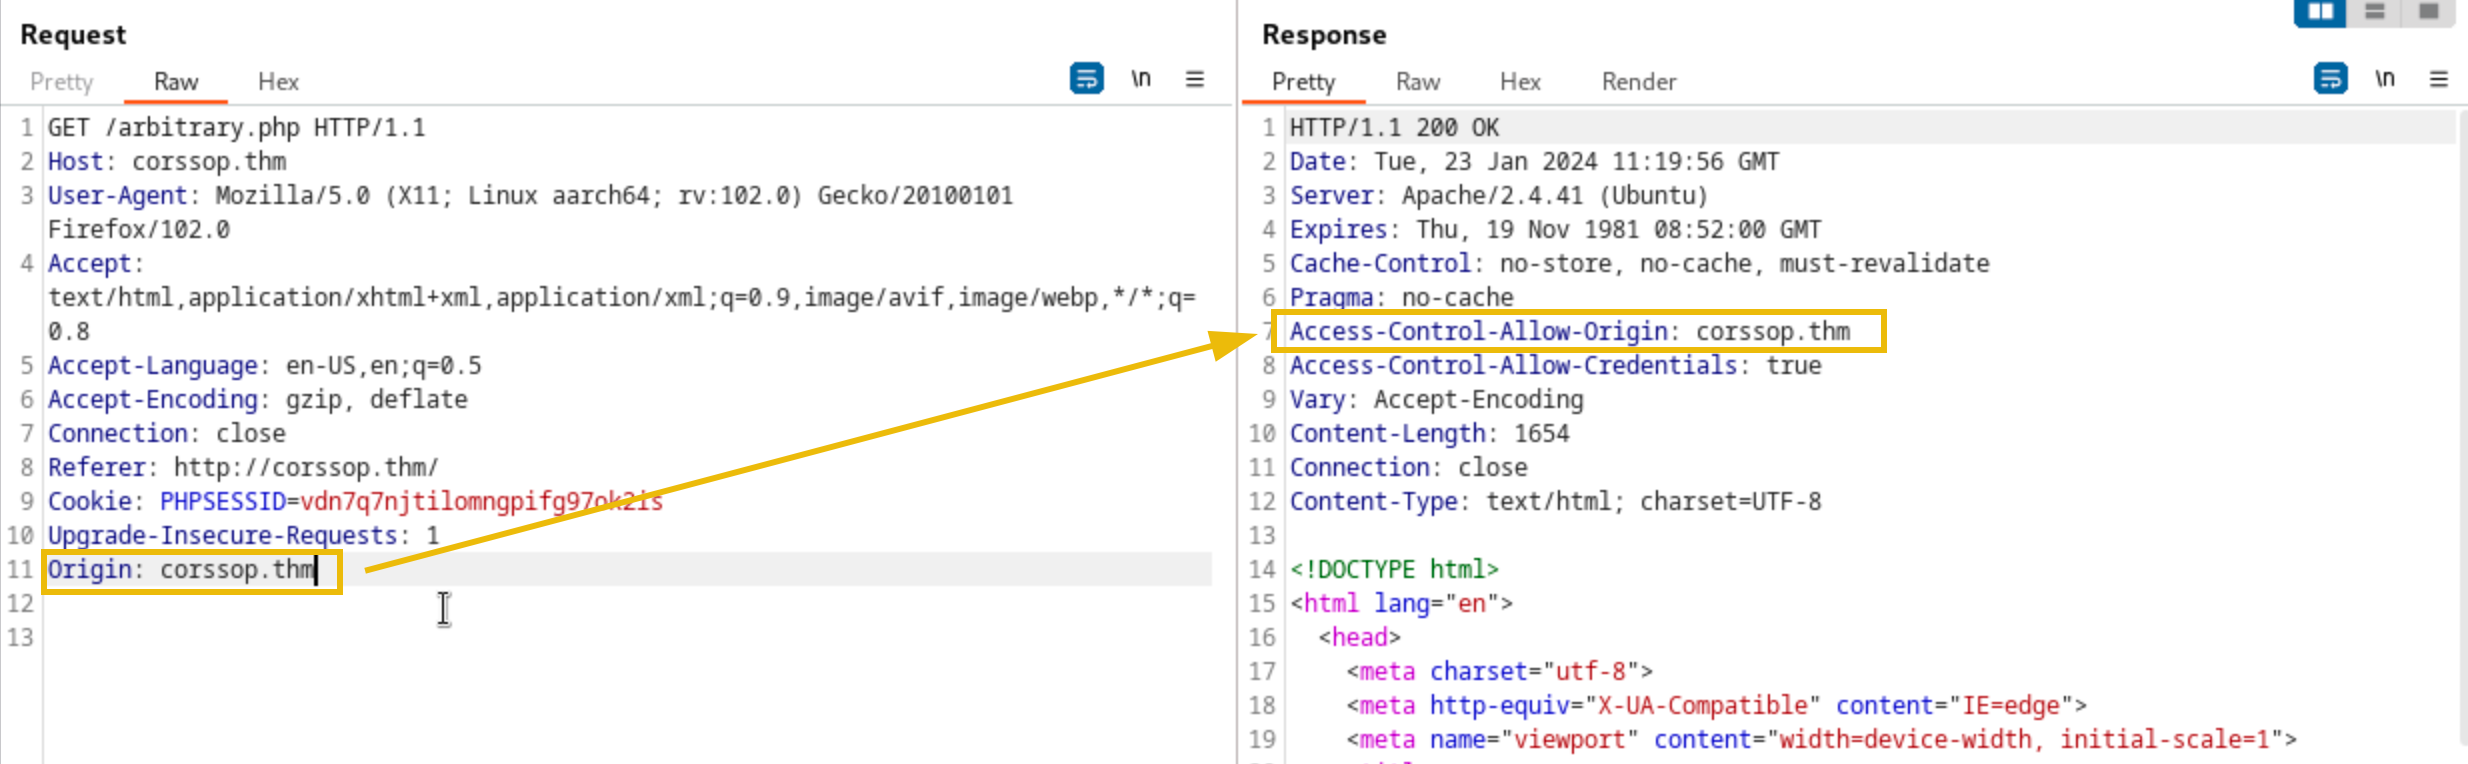 Request
Pretty Raw Hex
\n
1 GET /arbitrary.php HTTP/1.1
2 Host: corssop.thm
3 User-Agent: Mozilla/5.0 (X11; Linux aarch64; rv:102.0) Gecko/20100101
Firefox/102.0
4 Accept:
text/html,application/xhtml+xml,application/xml;q=0.9,image/avif,image/webp,*/*;q=
0.8
5 Accept-Language: en-US,en;q=0.5
6 Accept-Encoding: gzip, deflate
7 Connection: close
8 Referer: http://corssop.thm/
9 Cookie: PHPSESSID=vdn7q7njtilomngpifg97ok2is
10 Upgrade-Insecure-Requests: 1
11 Origin: corssop.thm
12
13
Response
Pretty Raw Hex Render
\n
1 HTTP/1.1 200 OK
2 Date: Tue, 23 Jan 2024 11:19:56 GMT
3 Server: Apache/2.4.41 (Ubuntu)
4 Expires: Thu, 19 Nov 1981 08:52:00 GMT
5 Cache-Control: no-store, no-cache, must-revalidate
6 Pragma: no-cache
7 Access-Control-Allow-Origin: corssop.thm
8 Access-Control-Allow-Credentials: true
9 Vary: Accept-Encoding
10 Content-Length: 1654
11 Connection: close
12 Content-Type: text/html; charset=UTF-8
13
14 <!DOCTYPE html>
15 <html lang="en">
16 <head>
17 <meta charset="utf-8">
18 <meta http-equiv="X-UA-Compatible" content="IE=edge">
19 <meta name="viewport" content="width=device-width, initial-scale=1">